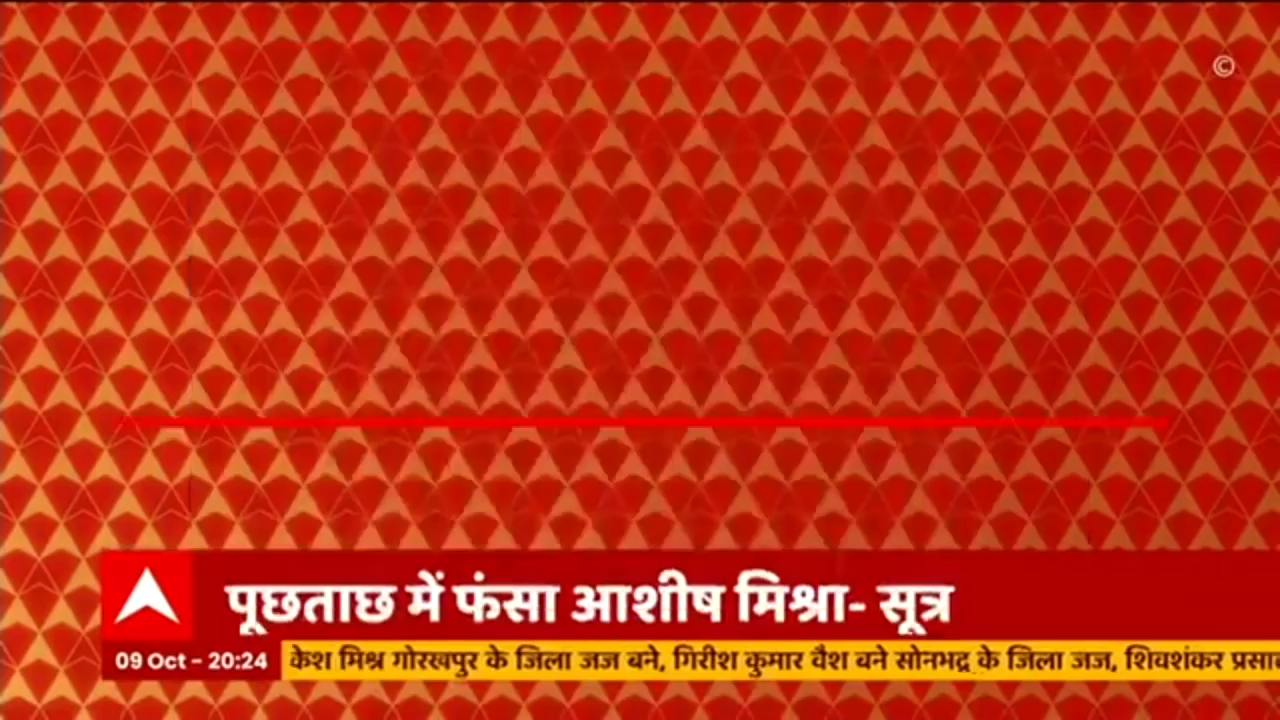 ©
पूछताछ में फंसा आशीष मिश्रा- सूत्र
09 Oct - 20:24
केश मिश्र गोरखपुर के जिला जज बने, गिरीश कुमार वैश बने सोनभद्र के जिला जज, शिवशंकर